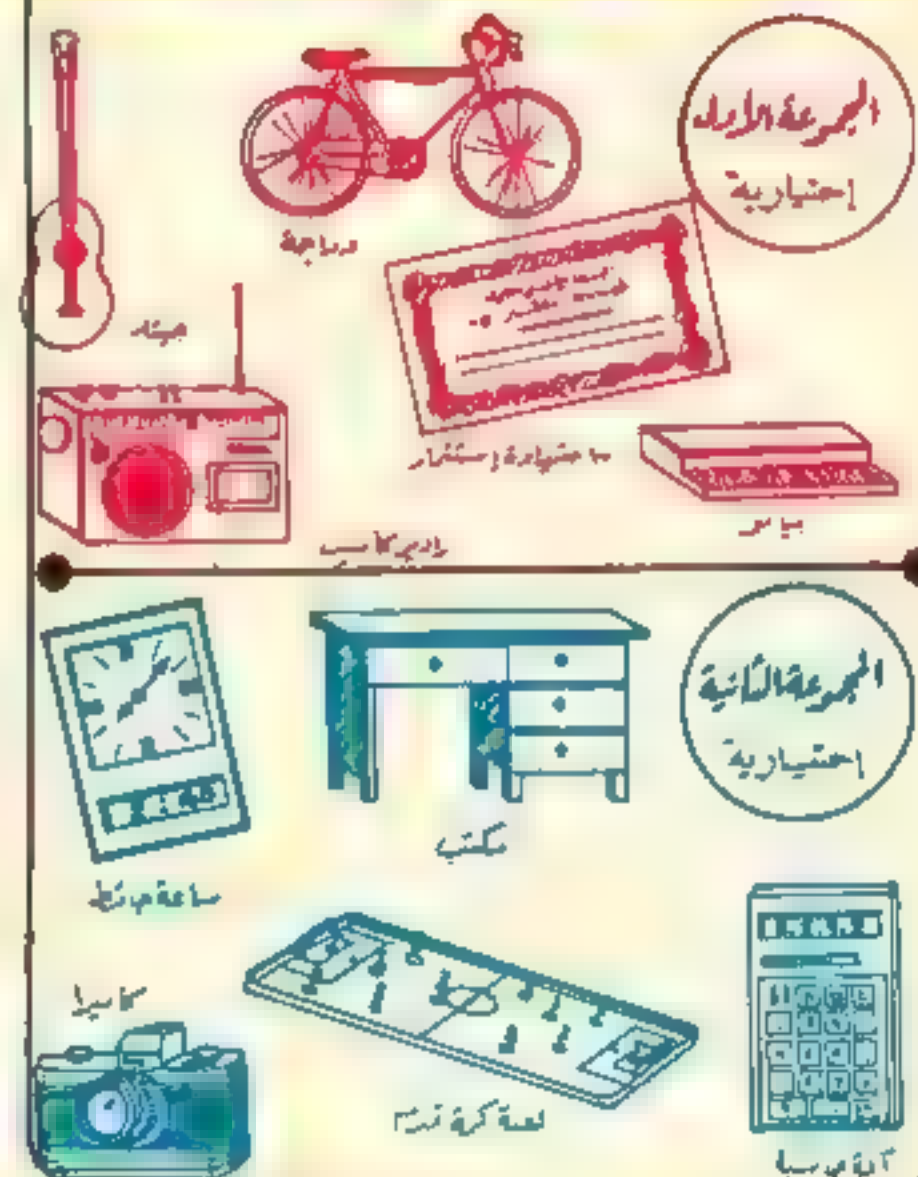 المجموعة الأولى
إختيارية
دراجة
جيتار
شهادة إستثمار
راديو كاسيت
بيانو
المجموعة الثانية
إختيارية
ساعة حائط
مكتب
كاميرا
لعبة كرة قدم
آلة حاسبة